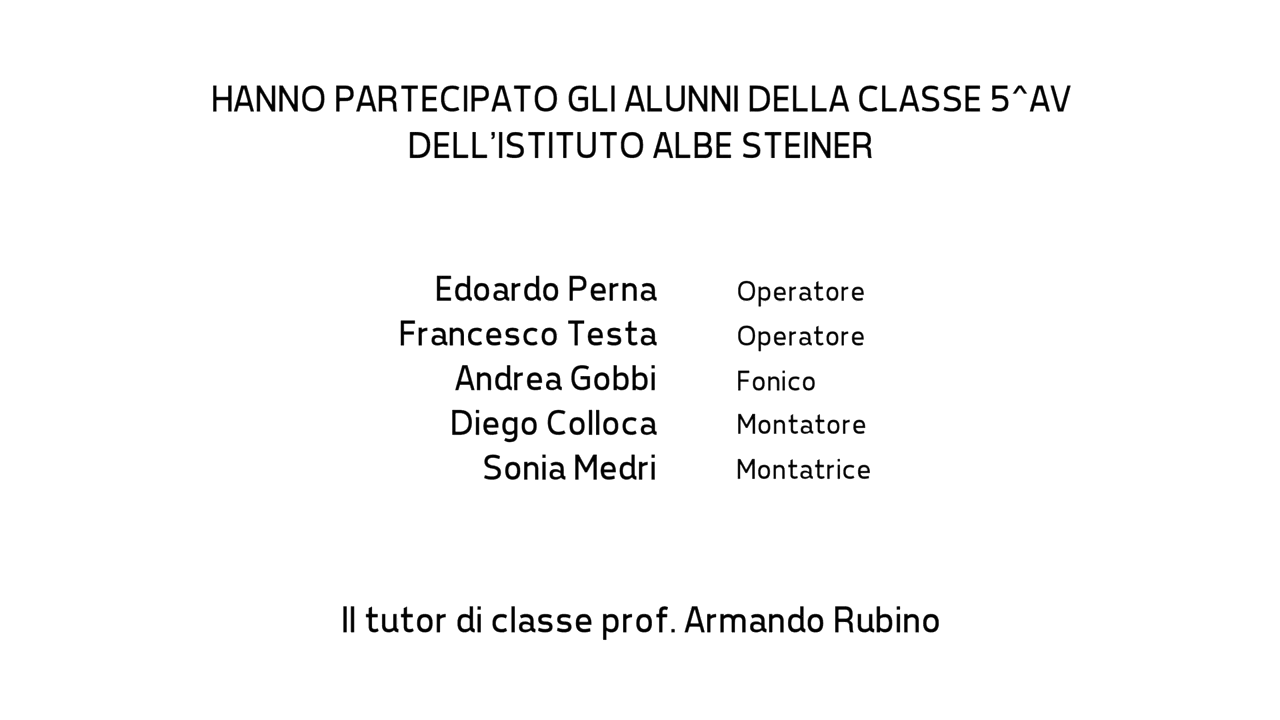 HANNO PARTECIPATO GLI ALUNNI DELLA CLASSE 5^AV
DELL'ISTITUTO ALBE STEINER
Edoardo Perna Operatore
Francesco Testa Operatore
Andrea Gobbi Fonico
Diego Colloca Montatore
Sonia Medri Montatrice
Il tutor di classe prof. Armando Rubino